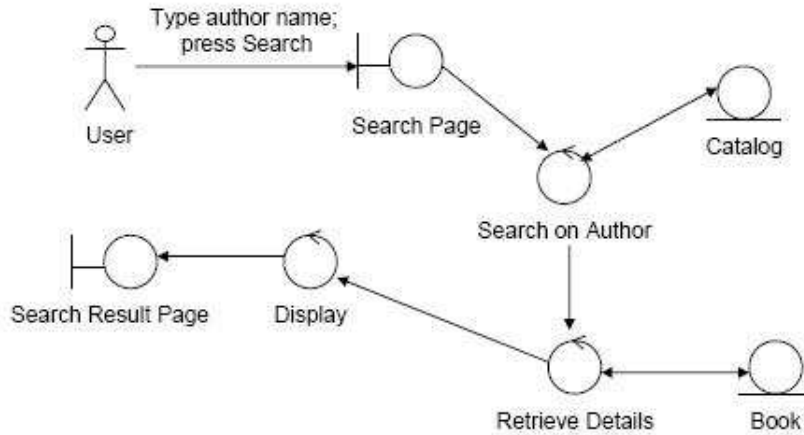 Type author name;
press Search
User
Search Page
Catalog
Search on Author
Search Result Page
Display
Retrieve Details
Book